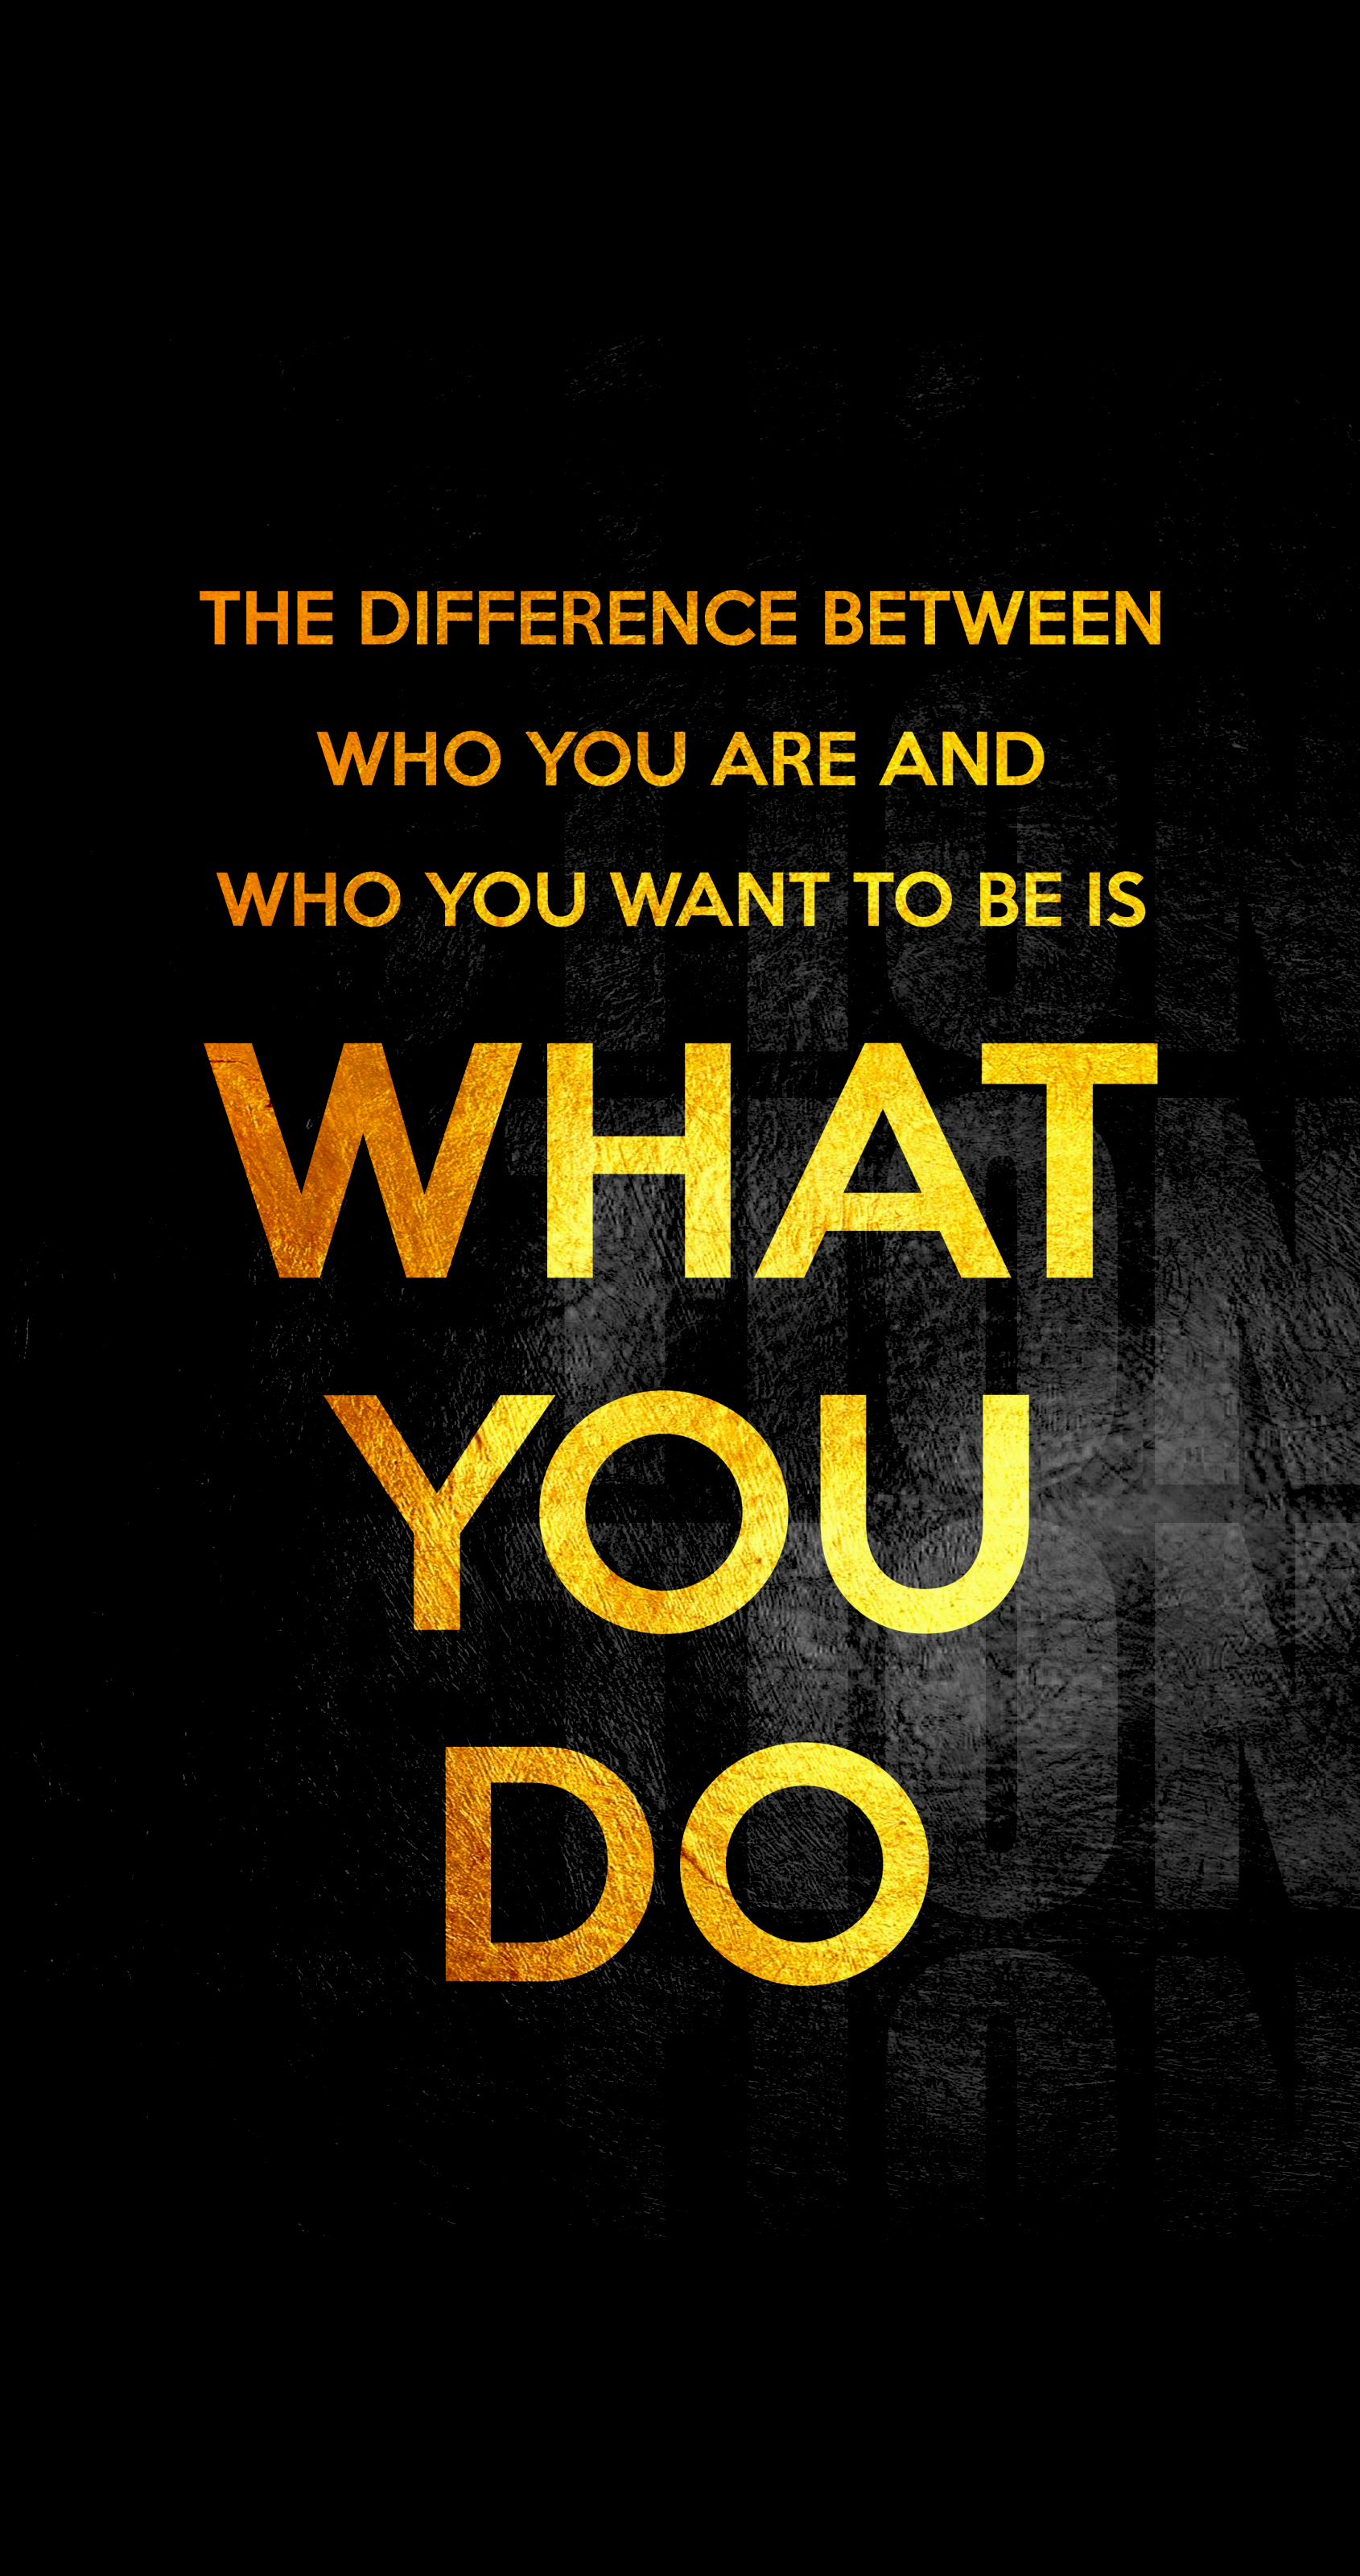 THE DIFFERENCE BETWEEN
WHO YOU ARE AND
WHO YOU WANT TO BE IS
WHAT
YOU
DO